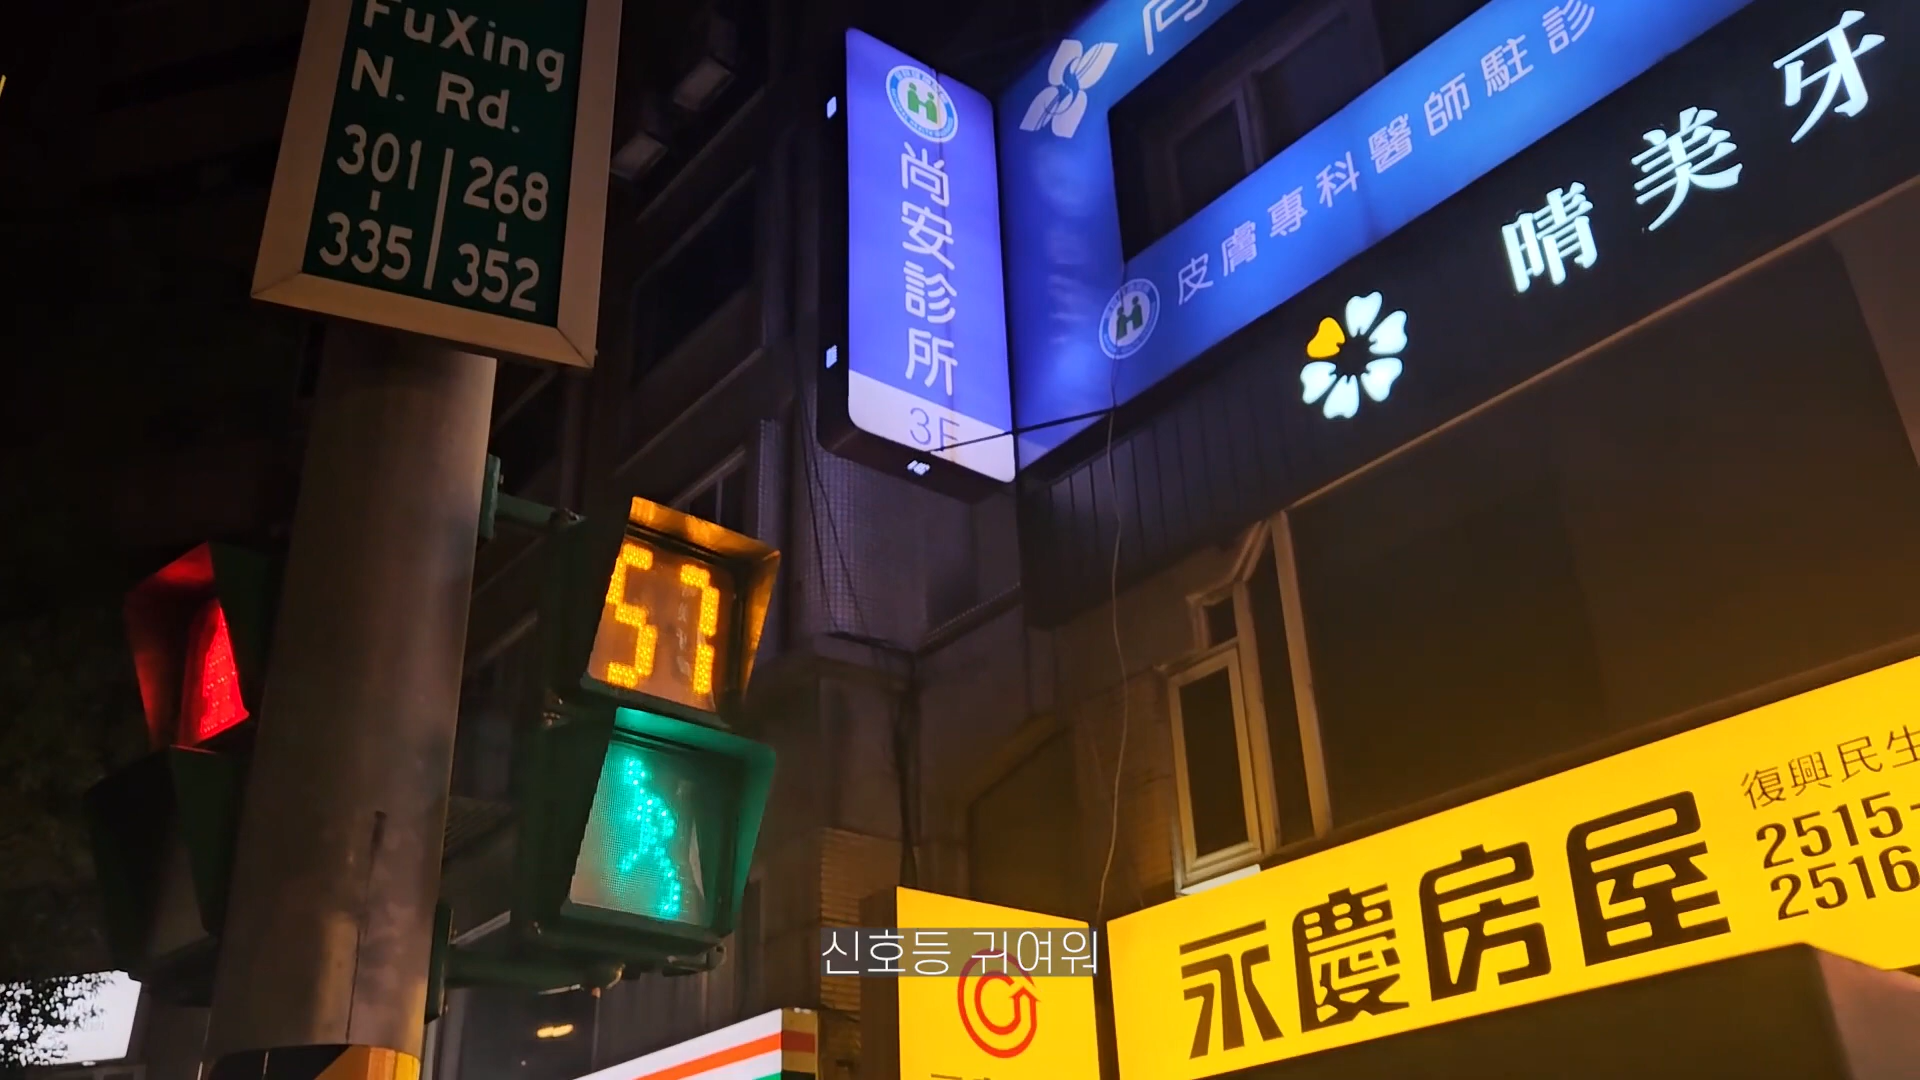 FuXing
N. Rd.
301 - 335 | 268 - 352
尚安診所
3F
皮膚專科醫師駐診
晴美牙
57
復興民生
2515-
2516
永慶房屋
신호등 귀여워